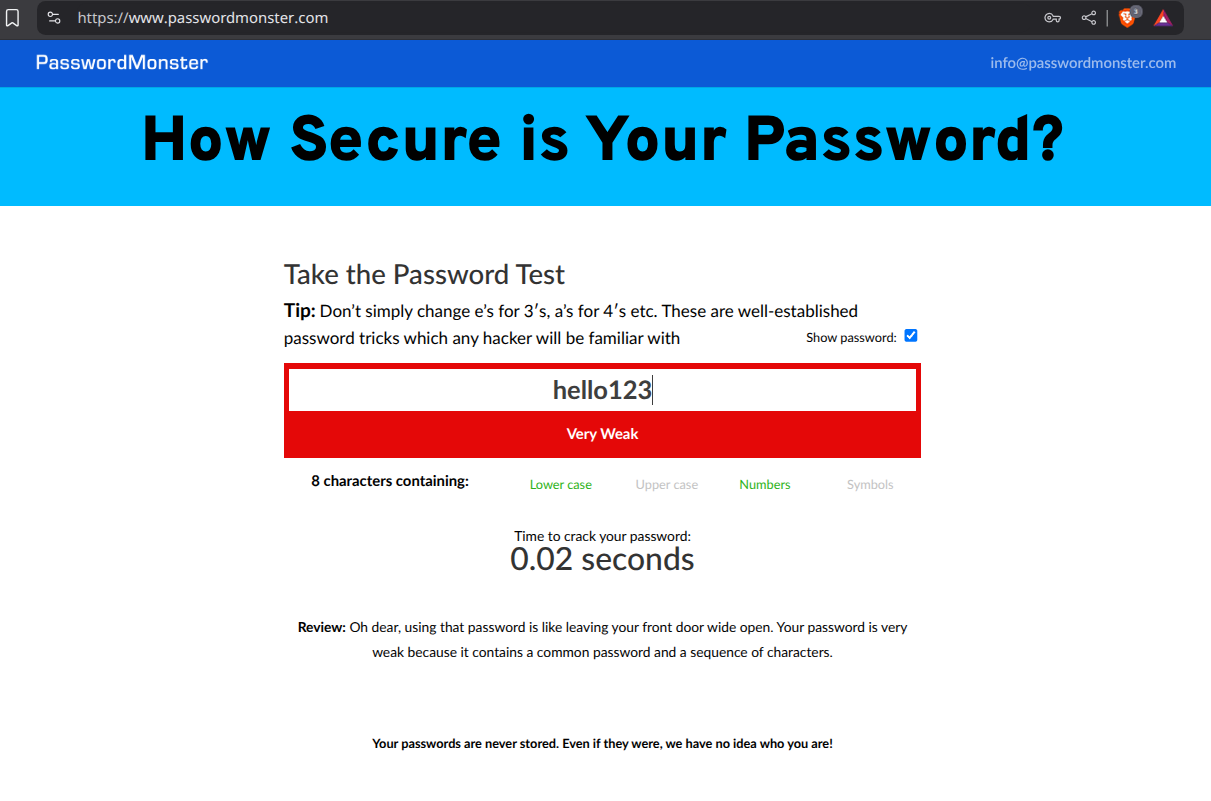 https://www.passwordmonster.com
3
PasswordMonster
info@passwordmonster.com
How Secure is Your Password?
Take the Password Test
Tip: Don’t simply change e’s for 3′s, a’s for 4′s etc. These are well-established
password tricks which any hacker will be familiar with
Show password:
hello123
Very Weak
8 characters containing:
Lower case
Upper case
Numbers
Symbols
Time to crack your password:
0.02 seconds
Review: Oh dear, using that password is like leaving your front door wide open. Your password is very
weak because it contains a common password and a sequence of characters.
Your passwords are never stored. Even if they were, we have no idea who you are!